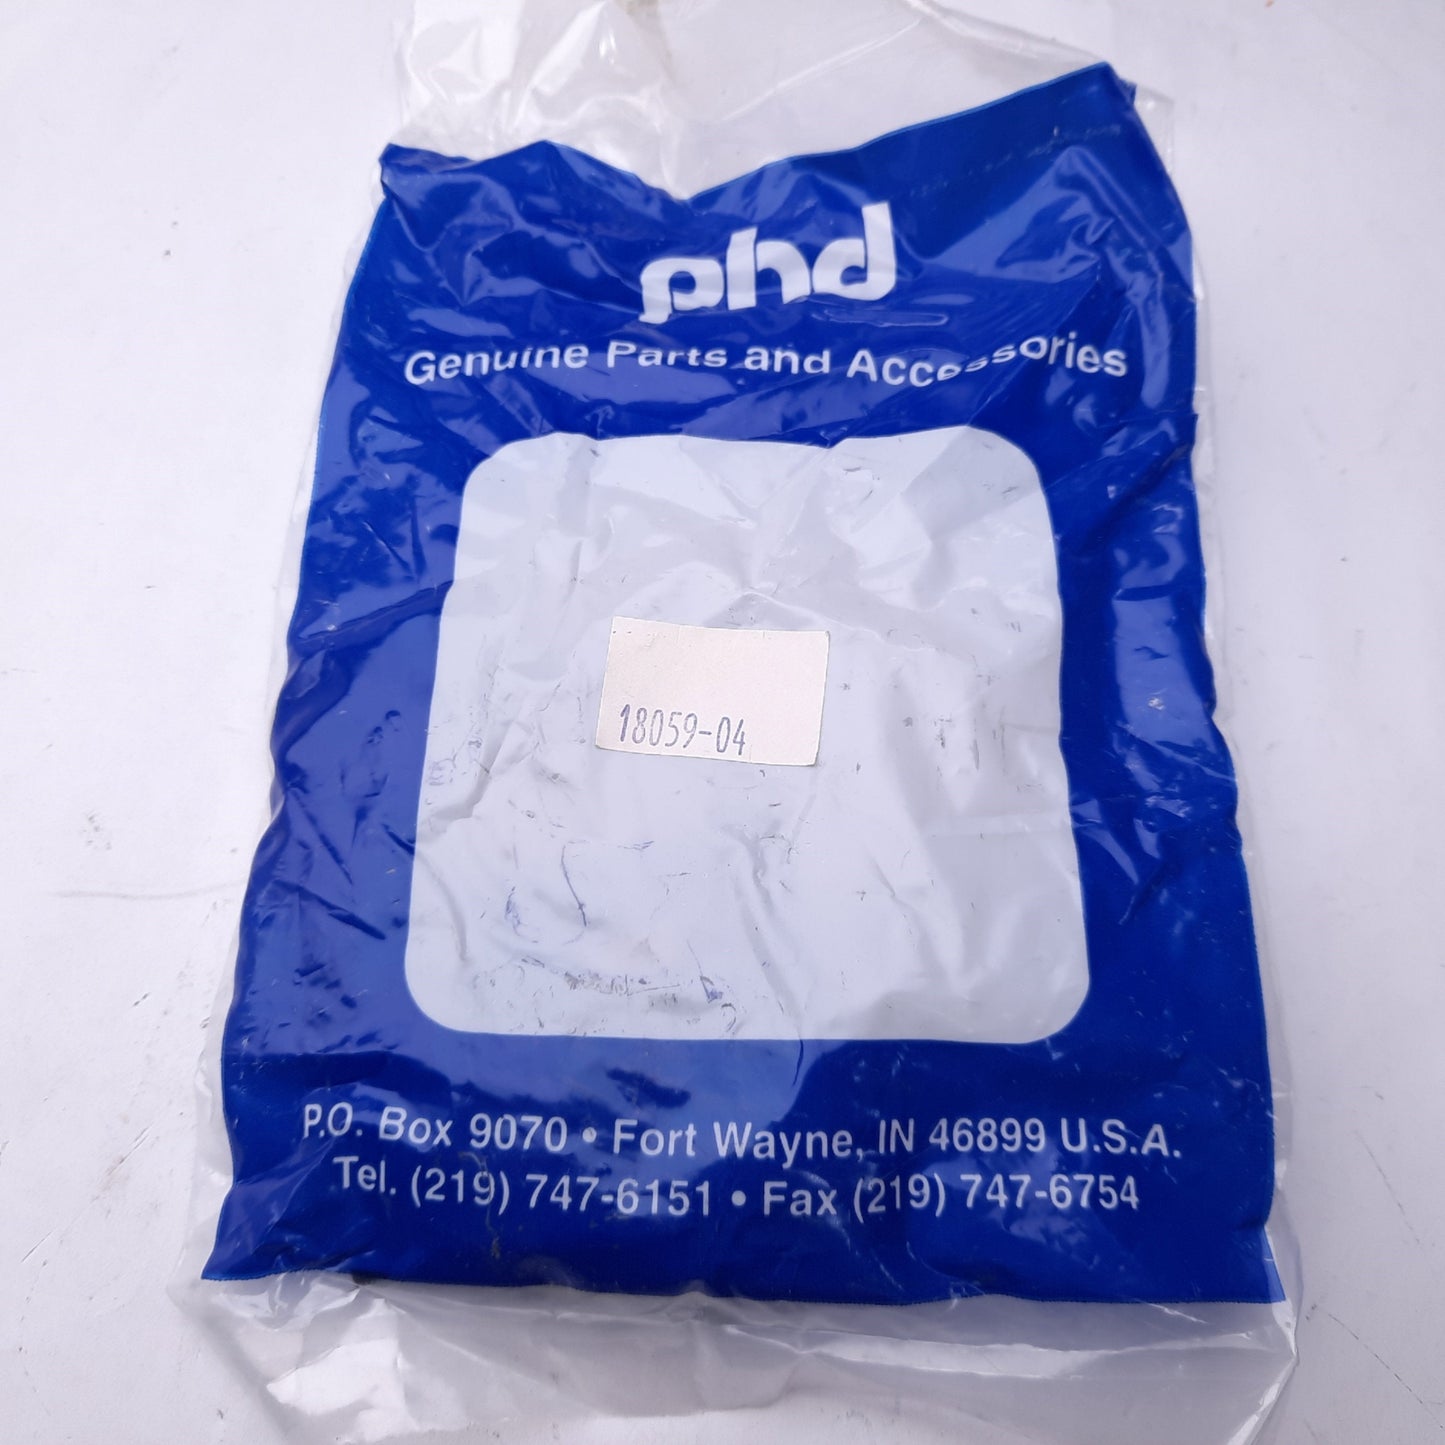 phd
Genuine Parts and Accessories
18059-04
P.O. Box 9070 • Fort Wayne, IN 46899 U.S.A.
Tel. (219) 747-6151 • Fax (219) 747-6754